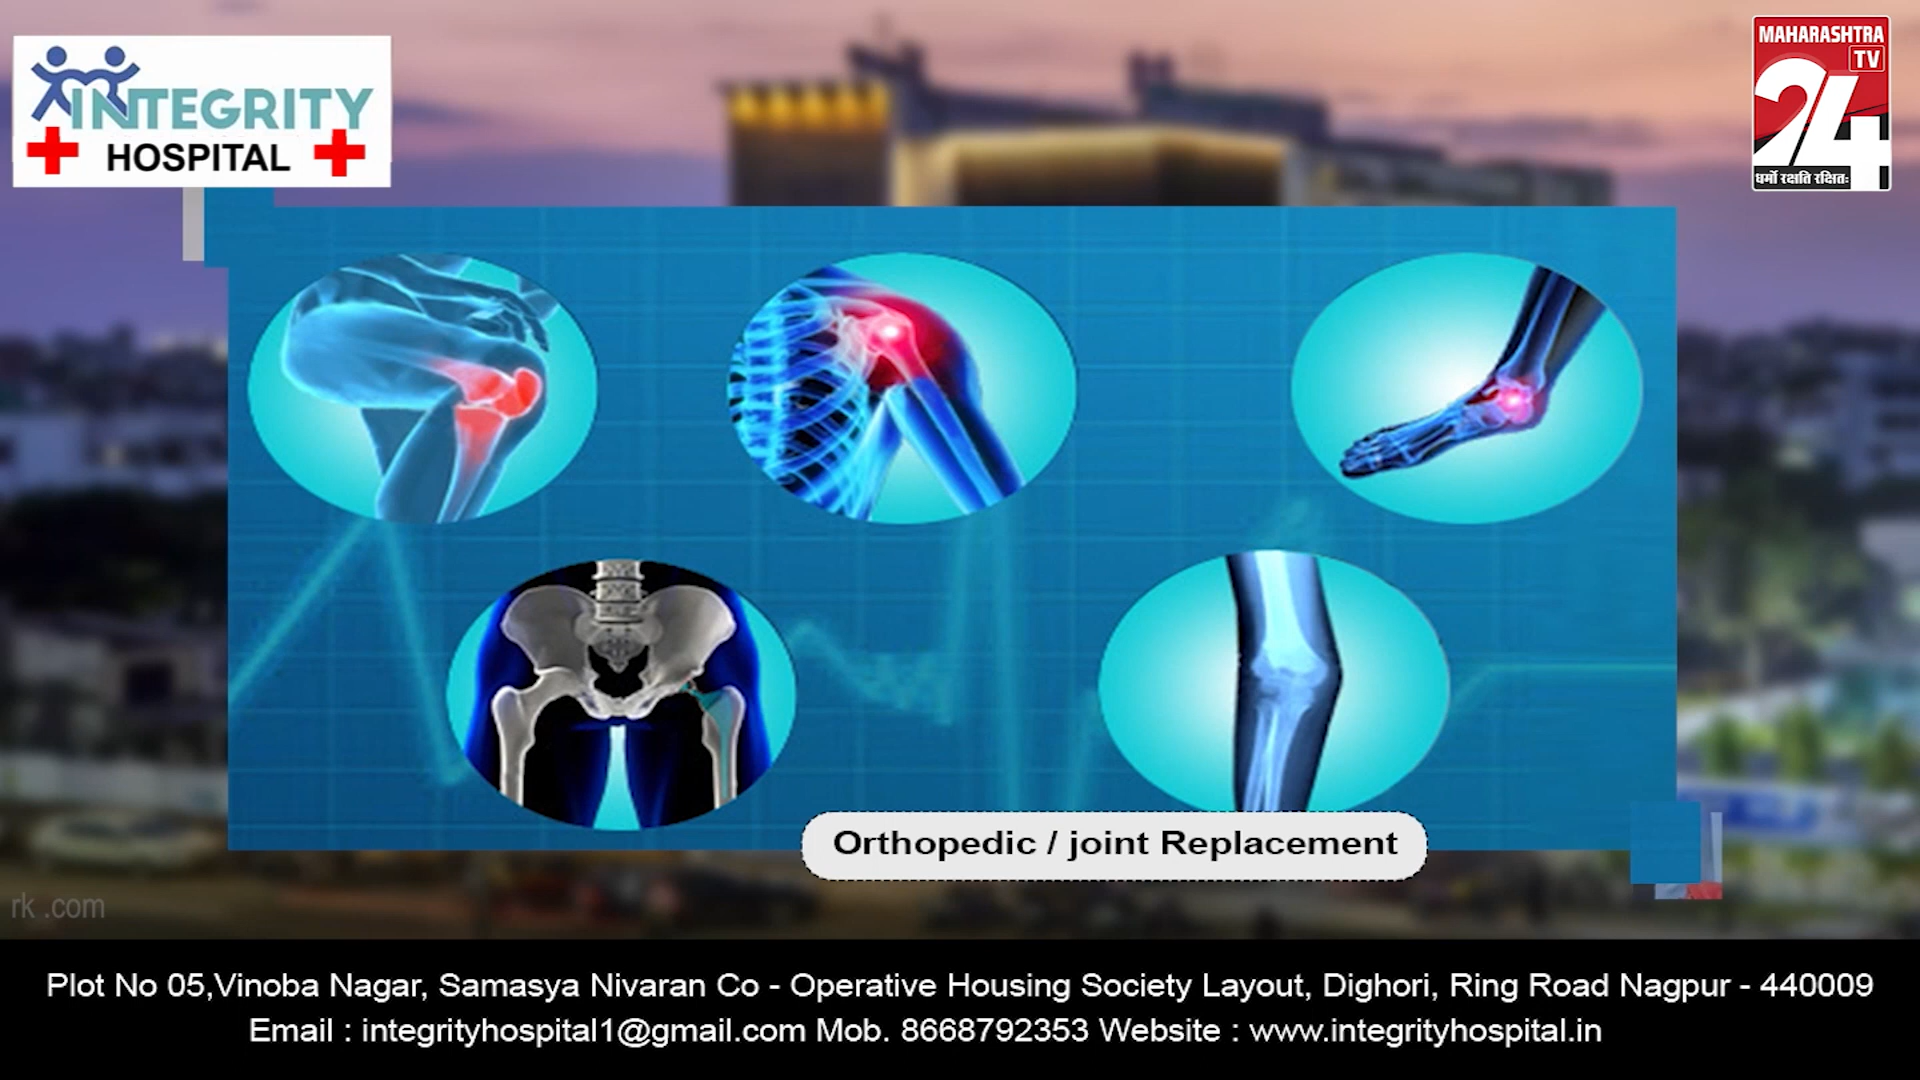 INTEGRITY
HOSPITAL
MAHARASHTRA
TV
24
धर्मो रक्षति रक्षितः
Orthopedic / joint Replacement
rk .com
Plot No 05,Vinoba Nagar, Samasya Nivaran Co - Operative Housing Society Layout, Dighori, Ring Road Nagpur - 440009
Email : integrityhospital1@gmail.com Mob. 8668792353 Website : www.integrityhospital.in